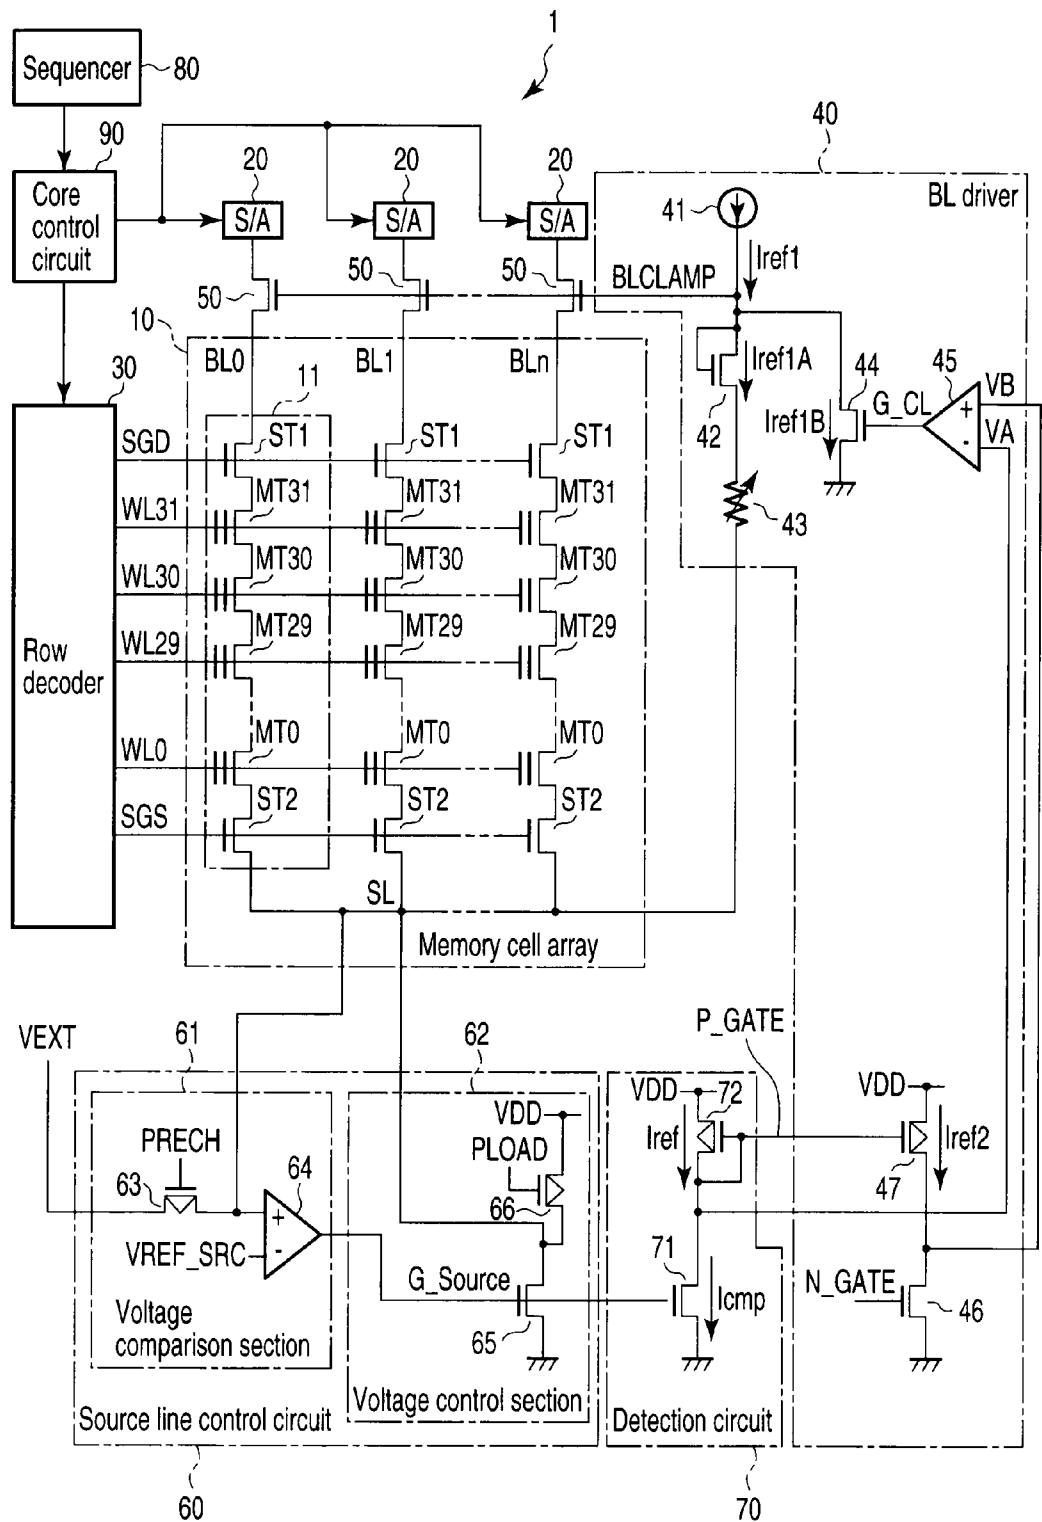 1
Sequencer
80
90
40
20
20
20
Core
control
circuit
S/A
S/A
S/A
41
BL driver
Iref1
50
50
50
BLCLAMP
10
BL0
BL1
BLn
Iref1A
44
45
VB
30
11
42
Iref1B
G_CL
VA
+
-
SGD
ST1
ST1
ST1
WL31
MT31
MT31
MT31
43
WL30
MT30
MT30
MT30
WL29
MT29
MT29
MT29
Row
decoder
WL0
MT0
MT0
MT0
SGS
ST2
ST2
ST2
SL
Memory cell array
VEXT
61
62
P_GATE
VDD
72
VDD
VDD
PRECH
PLOAD
Iref
Iref2
63
64
66
47
+
-
VREF_SRC
71
G_Source
N_GATE
Icmp
46
65
Voltage
comparison section
Voltage control section
Source line control circuit
Detection circuit
60
70